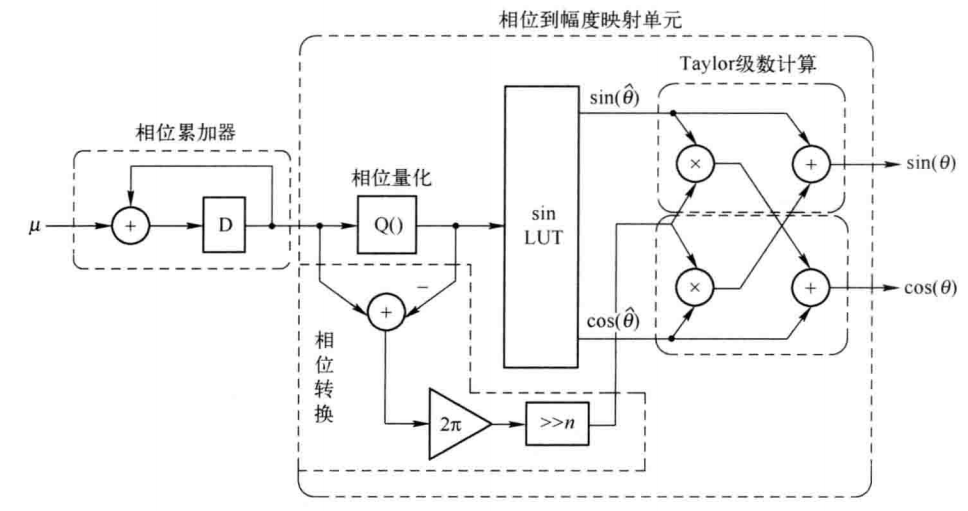 相位到幅度映射单元
Taylor级数计算
sin(θ̂)
相位累加器
×
+
sin(θ)
相位量化
μ
+
D
Q()
sin
LUT
−
×
+
cos(θ)
+
cos(θ̂)
相位转换
2π
>>n